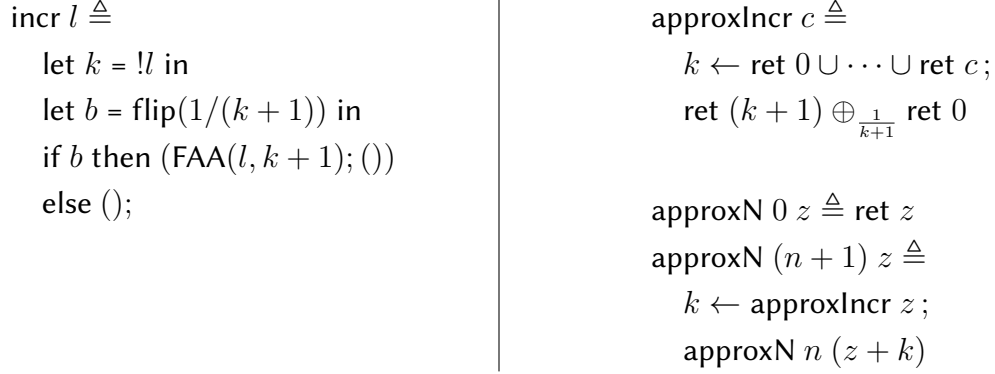 incr l ≜
let k = !l in
let b = flip(1/(k + 1)) in
if b then (FAA(l, k + 1); ())
else ();
approxIncr c ≜
k ← ret 0 ∪ ⋯ ∪ ret c ;
ret (k + 1) ⊕_{1/(k+1)} ret 0
approxN 0 z ≜ ret z
approxN (n + 1) z ≜
k ← approxIncr z ;
approxN n (z + k)